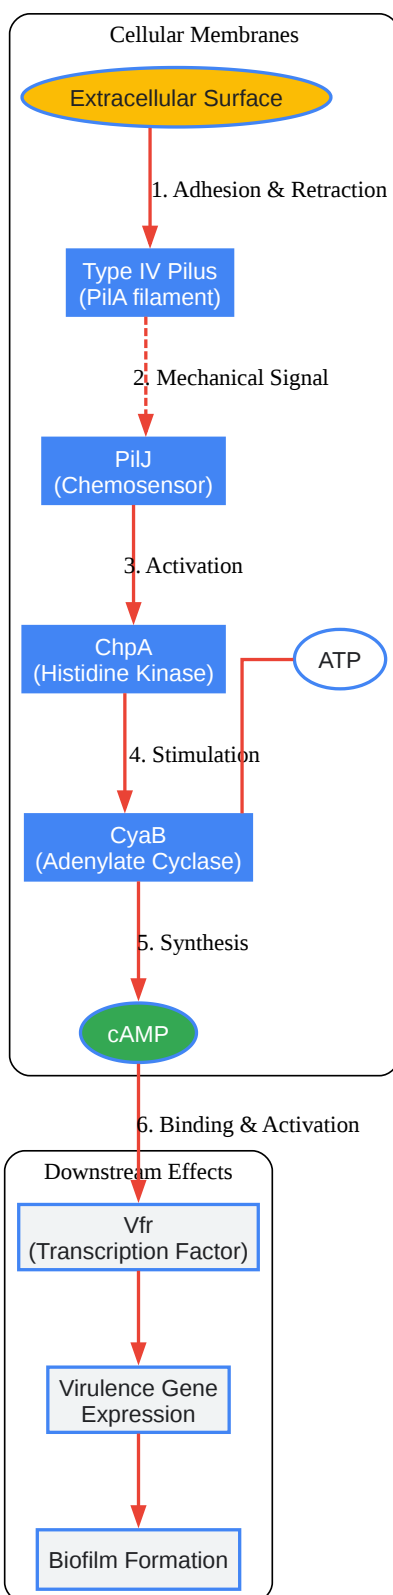 Cellular Membranes
Extracellular Surface
1. Adhesion & Retraction
Type IV Pilus
(PilA filament)
2. Mechanical Signal
PilJ
(Chemosensor)
3. Activation
ChpA
(Histidine Kinase)
ATP
4. Stimulation
CyaB
(Adenylate Cyclase)
5. Synthesis
cAMP
6. Binding & Activation
Downstream Effects
Vfr
(Transcription Factor)
Virulence Gene
Expression
Biofilm Formation